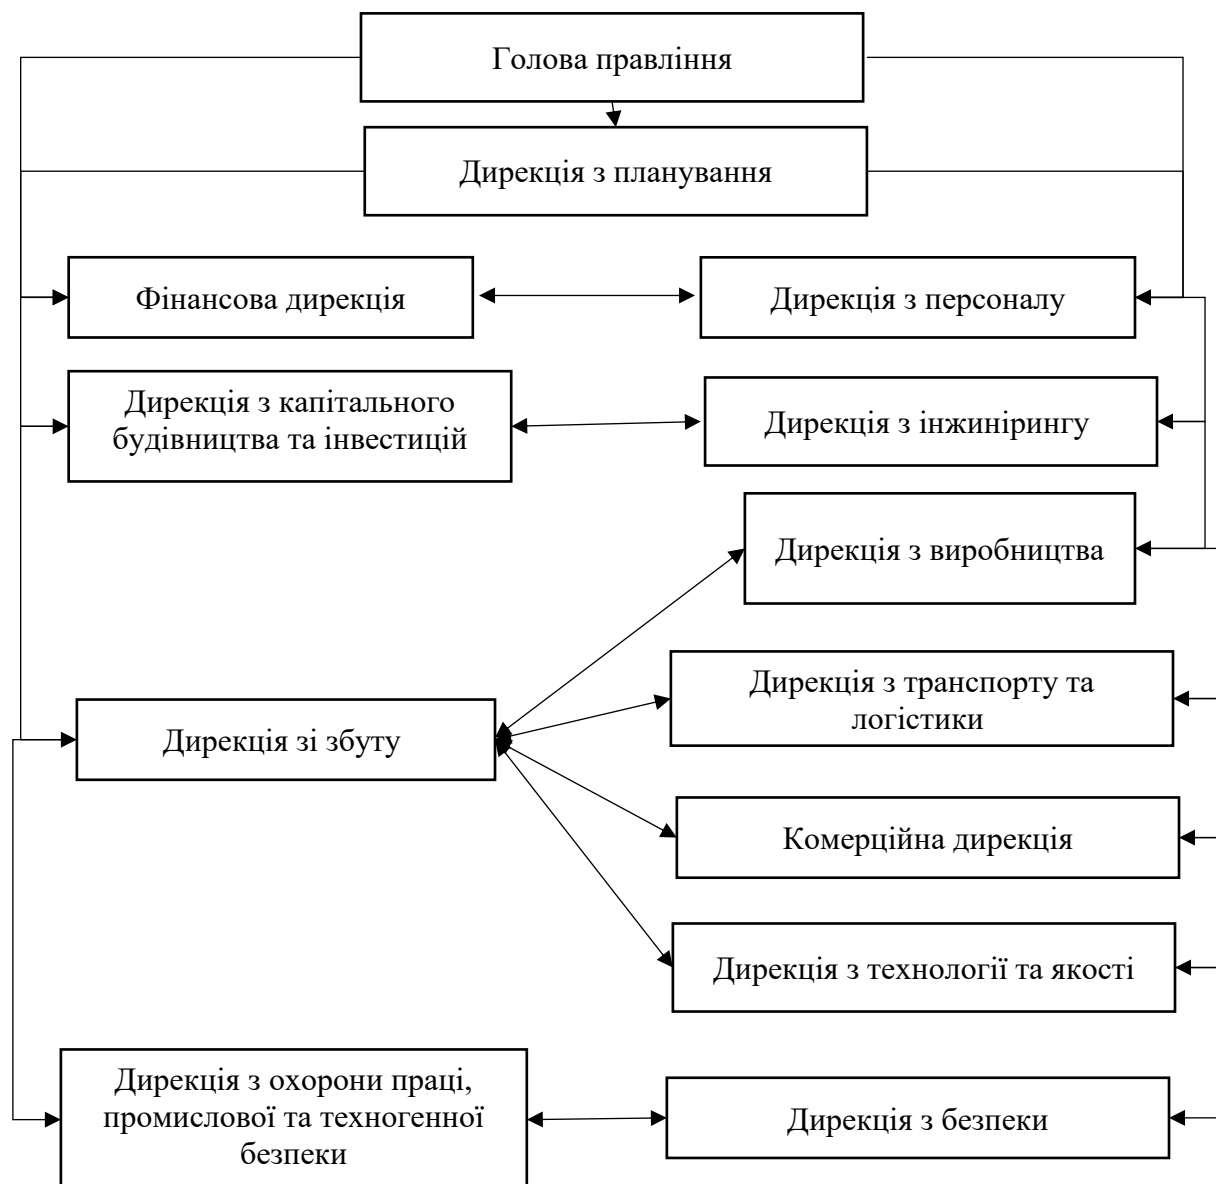 Голова правління
Дирекція з планування
Фінансова дирекція
Дирекція з персоналу
Дирекція з капітального
будівництва та інвестицій
Дирекція з інжинірингу
Дирекція з виробництва
Дирекція з транспорту та
логістики
Дирекція зі збуту
Комерційна дирекція
Дирекція з технології та якості
Дирекція з охорони праці,
промислової та техногенної
безпеки
Дирекція з безпеки